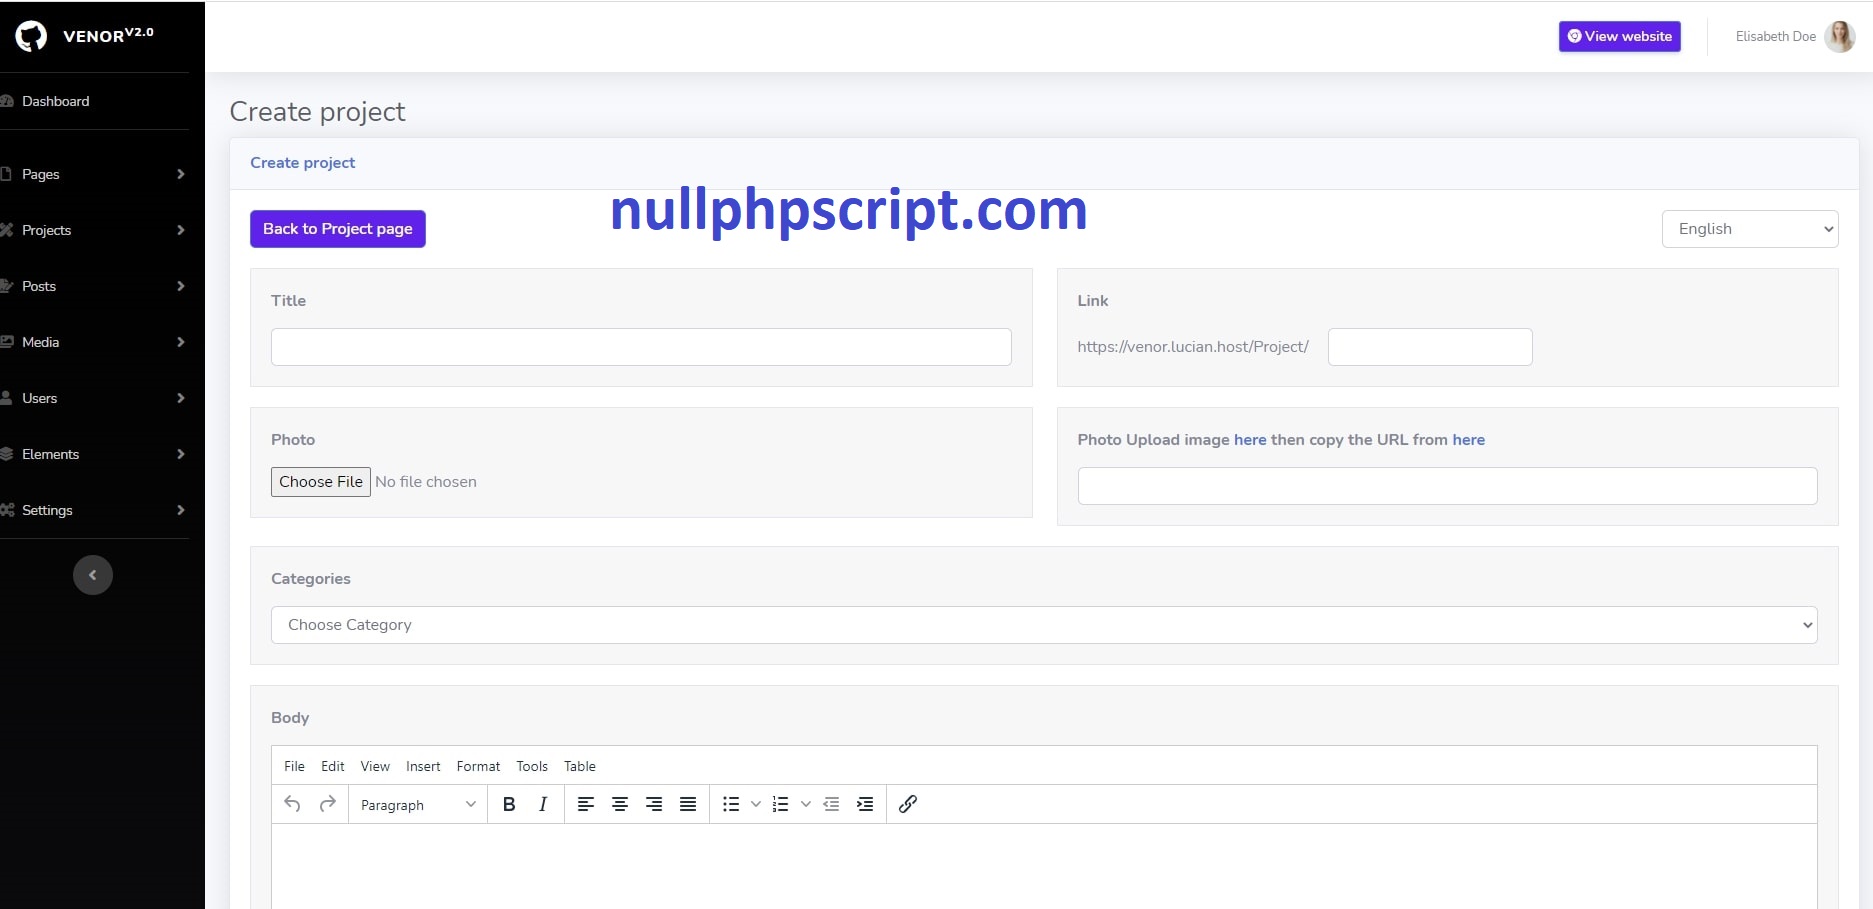 VENOR V2.0
View website
Elisabeth Doe
Dashboard
Create project
Pages
Create project
nullphpscript.com
Projects
Back to Project page
English
Posts
Title
Link
Media
https://venor.lucian.host/Project/
Users
Photo
Photo Upload image here then copy the URL from here
Elements
Choose File No file chosen
Settings
Categories
Choose Category
Body
File Edit View Insert Format Tools Table
Paragraph B I